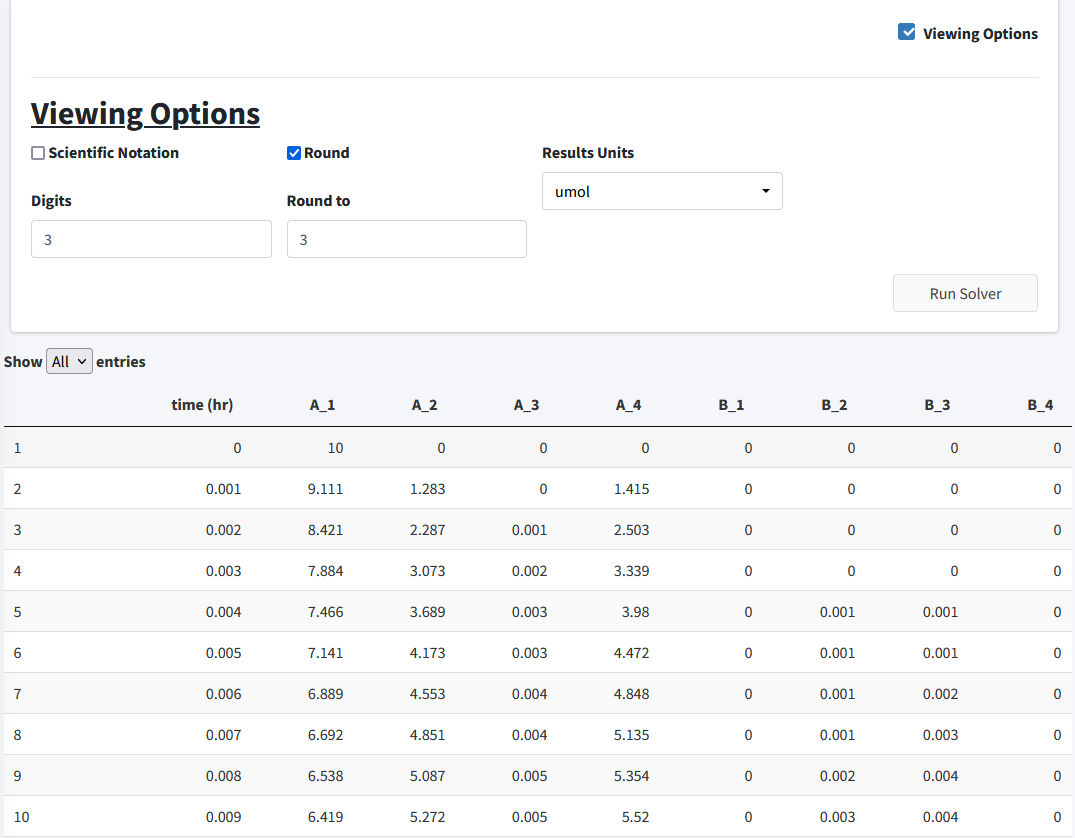 Viewing Options
Viewing Options
Scientific Notation Round Results Units
umol
Digits Round to
3 3
Run Solver
Show All entries
time (hr) A_1 A_2 A_3 A_4 B_1 B_2 B_3 B_4
1 0 10 0 0 0 0 0 0 0
2 0.001 9.111 1.283 0 1.415 0 0 0 0
3 0.002 8.421 2.287 0.001 2.503 0 0 0 0
4 0.003 7.884 3.073 0.002 3.339 0 0 0 0
5 0.004 7.466 3.689 0.003 3.98 0 0.001 0.001 0
6 0.005 7.141 4.173 0.003 4.472 0 0.001 0.001 0
7 0.006 6.889 4.553 0.004 4.848 0 0.001 0.002 0
8 0.007 6.692 4.851 0.004 5.135 0 0.001 0.003 0
9 0.008 6.538 5.087 0.005 5.354 0 0.002 0.004 0
10 0.009 6.419 5.272 0.005 5.52 0 0.003 0.004 0